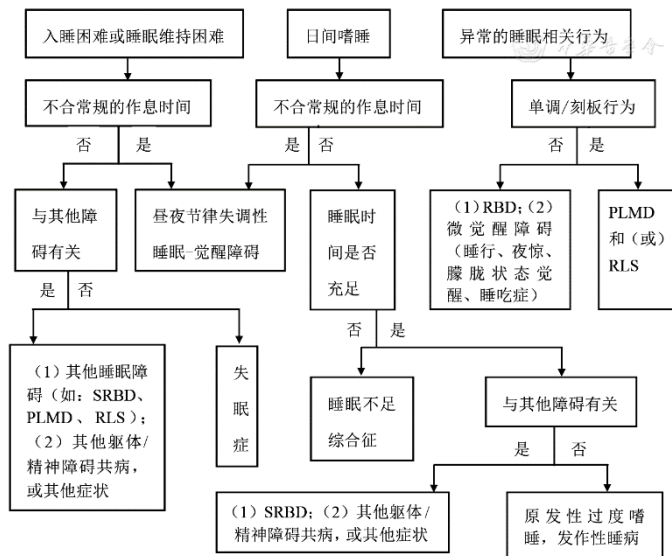 入睡困难或睡眠维持困难
日间嗜睡
异常的睡眠相关行为
中华医学会
不合常规的作息时间
不合常规的作息时间
单调/刻板行为
否
是
是
否
否
是
与其他障
碍有关
昼夜节律失调性
睡眠-觉醒障碍
睡眠时
间是否
充足
(1)RBD;(2)
微觉醒障碍
(睡行、夜惊、
朦胧状态觉
醒、睡吃症)
PLMD
和(或)
RLS
是
否
否
是
(1)其他睡眠障
碍(如:SRBD、
PLMD、RLS);
(2)其他躯体/
精神障碍共病,
或其他症状
失
眠
症
睡眠不足
综合征
与其他障碍有关
是
否
(1)SRBD;(2)其他躯体/
精神障碍共病,或其他症状
原发性过度嗜
睡,发作性睡病